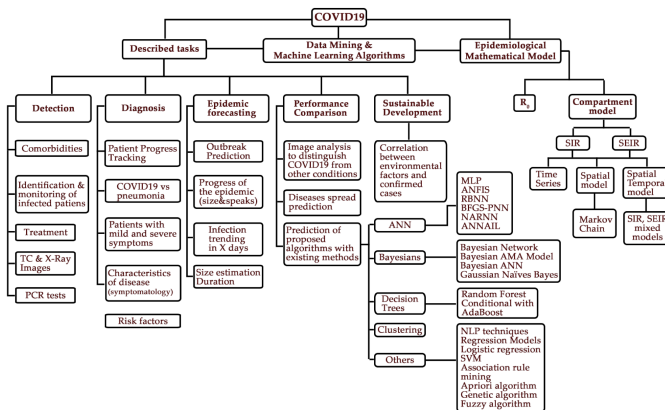 COVID19
Described tasks
Data Mining &
Machine Learning Algorithms
Epidemiological
Mathematical Model
Detection
Diagnosis
Epidemic
forecasting
Performance
Comparison
Sustainable
Development
R0
Compartment
model
Comorbidities
Identification &
monitoring of
infected patiens
Treatment
TC & X-Ray
Images
PCR tests
Patient Progress
Tracking
COVID19 vs
pneumonia
Patients with
mild and severe
symptoms
Characteristics
of disease
(symptomatology)
Risk factors
Outbreak
Prediction
Progress of
the epidemic
(size&speaks)
Infection
trending
in X days
Size estimation
Duration
Image analysis
to distinguish
COVID19 from
other conditions
Diseases spread
prediction
Prediction of
proposed
algorithms with
existing methods
Correlation
between
environmental
factors and
confirmed
cases
SIR
SEIR
Time
Series
Spatial
model
Spatial
Temporal
model
Markov
Chain
SIR, SEIR
mixed
models
ANN
MLP
ANFIS
RBNN
BFGS-PNN
NARNN
ANNAIL
Bayesians
Bayesian Network
Bayesian AMA Model
Bayesian ANN
Gaussian Naïves Bayes
Decision
Trees
Random Forest
Conditional with
AdaBoost
Clustering
Others
NLP techniques
Regression Models
Logistic regression
SVM
Association rule
mining
Apriori algorithm
Genetic algorithm
Fuzzy algorithm